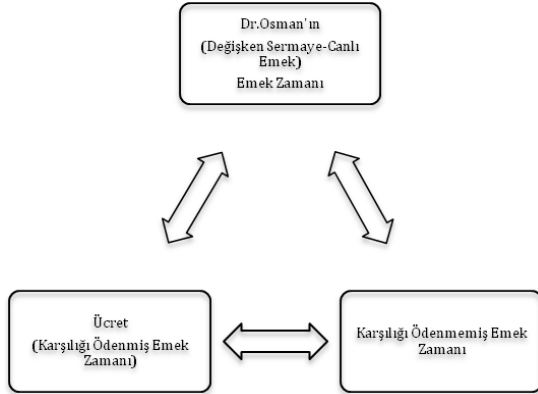 Dr.Osman'ın
(Değişken Sermaye-Canlı
Emek)
Emek Zamanı
Ücret
(Karşılığı Ödenmiş Emek
Zamanı)
Karşılığı Ödenmemiş Emek
Zamanı